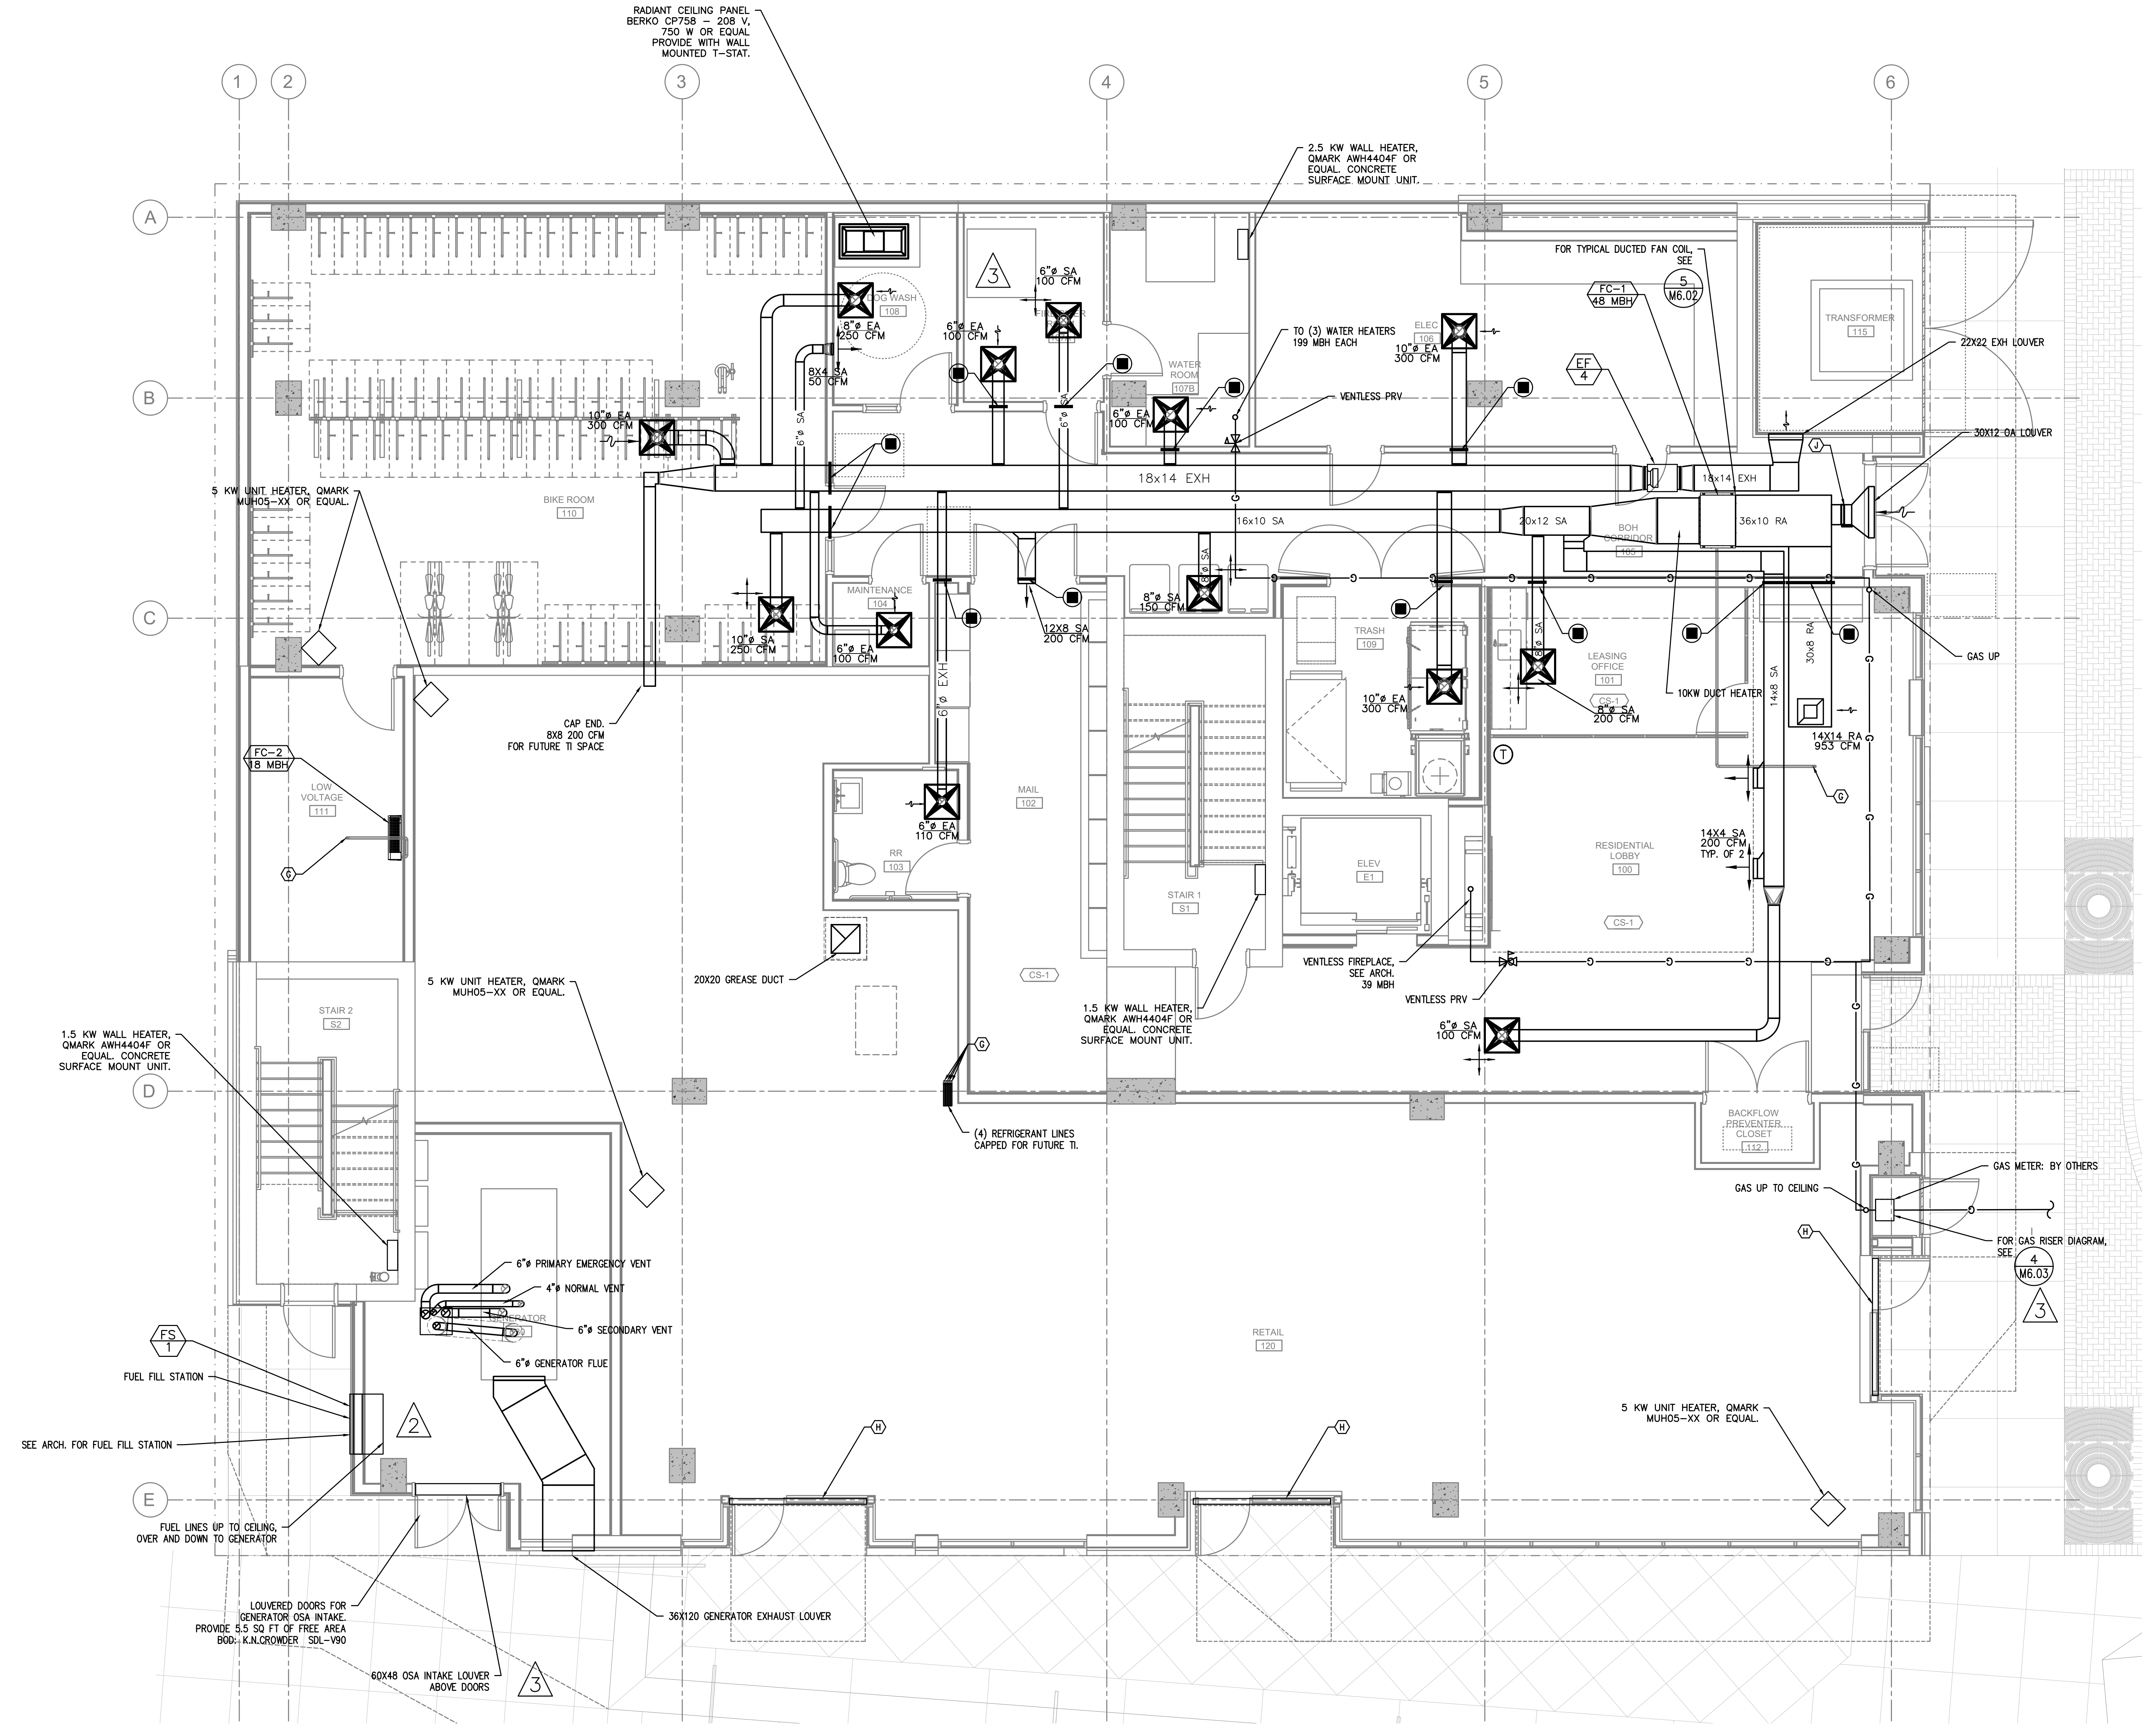 RADIANT CEILING PANEL
BERKO CP758 – 208 V,
750 W OR EQUAL
PROVIDE WITH WALL
MOUNTED T-STAT.
1
2
3
4
5
6
2.5 KW WALL HEATER,
QMARK AWH4404F OR
EQUAL. CONCRETE
SURFACE MOUNT UNIT.
A
FOR TYPICAL DUCTED FAN COIL,
SEE
5
M6.02
FC-1
48 MBH
3
6"ø SA
100 CFM
DOG WASH
108
8"ø EA
250 CFM
6"ø EA
100 CFM
TO (3) WATER HEATERS
199 MBH EACH
ELEC
106
10"ø EA
300 CFM
TRANSFORMER
115
22X22 EXH LOUVER
EF
4
8X4 SA
50 CFM
WATER
ROOM
107B
VENTLESS PRV
B
6"ø SA
6"ø SA
10"ø EA
300 CFM
6"ø EA
100 CFM
30X12 OA LOUVER
J
18x14 EXH
18x14 EXH
5 KW UNIT HEATER, QMARK
MUH05-XX OR EQUAL.
BIKE ROOM
110
G
16x10 SA
20x12 SA
36x10 RA
BOH
CORRIDOR
105
8"ø SA
G G G G G G G
MAINTENANCE
104
8"ø SA
150 CFM
C
10"ø SA
250 CFM
6"ø EA
100 CFM
12X8 SA
200 CFM
TRASH
109
8"ø SA
LEASING
OFFICE
101
CS-1
8"ø SA
200 CFM
30x8 RA
14x8 SA
G
GAS UP
10KW DUCT HEATER
6"ø EXH
10"ø EA
300 CFM
CAP END.
8X8 200 CFM
FOR FUTURE TI SPACE
14X14 RA
953 CFM
G
FC-2
18 MBH
T
LOW
VOLTAGE
111
MAIL
102
G
G
6"ø EA
110 CFM
14X4 SA
200 CFM
TYP. OF 2
RESIDENTIAL
LOBBY
100
RR
103
ELEV
E1
G
STAIR 1
S1
G
CS-1
20X20 GREASE DUCT
CS-1
VENTLESS FIREPLACE,
SEE ARCH.
39 MBH
G G G G
VENTLESS PRV
5 KW UNIT HEATER, QMARK
MUH05-XX OR EQUAL.
STAIR 2
S2
1.5 KW WALL HEATER,
QMARK AWH4404F OR
EQUAL. CONCRETE
SURFACE MOUNT UNIT.
1.5 KW WALL HEATER,
QMARK AWH4404F OR
EQUAL. CONCRETE
SURFACE MOUNT UNIT.
6"ø SA
100 CFM
G
G
D
G
(4) REFRIGERANT LINES
CAPPED FOR FUTURE TI.
BACKFLOW
PREVENTER
CLOSET
112
G
GAS METER: BY OTHERS
GAS UP TO CEILING
G
H
FOR GAS RISER DIAGRAM,
SEE
4
M6.03
3
6"ø PRIMARY EMERGENCY VENT
4"ø NORMAL VENT
GENERATOR
6"ø SECONDARY VENT
6"ø GENERATOR FLUE
RETAIL
120
FS
1
FUEL FILL STATION
2
SEE ARCH. FOR FUEL FILL STATION
H
H
5 KW UNIT HEATER, QMARK
MUH05-XX OR EQUAL.
E
FUEL LINES UP TO CEILING,
OVER AND DOWN TO GENERATOR
LOUVERED DOORS FOR
GENERATOR OSA INTAKE.
PROVIDE 5.5 SQ FT OF FREE AREA
BOD: K.N.CROWDER SDL-V90
36X120 GENERATOR EXHAUST LOUVER
60X48 OSA INTAKE LOUVER
ABOVE DOORS
3